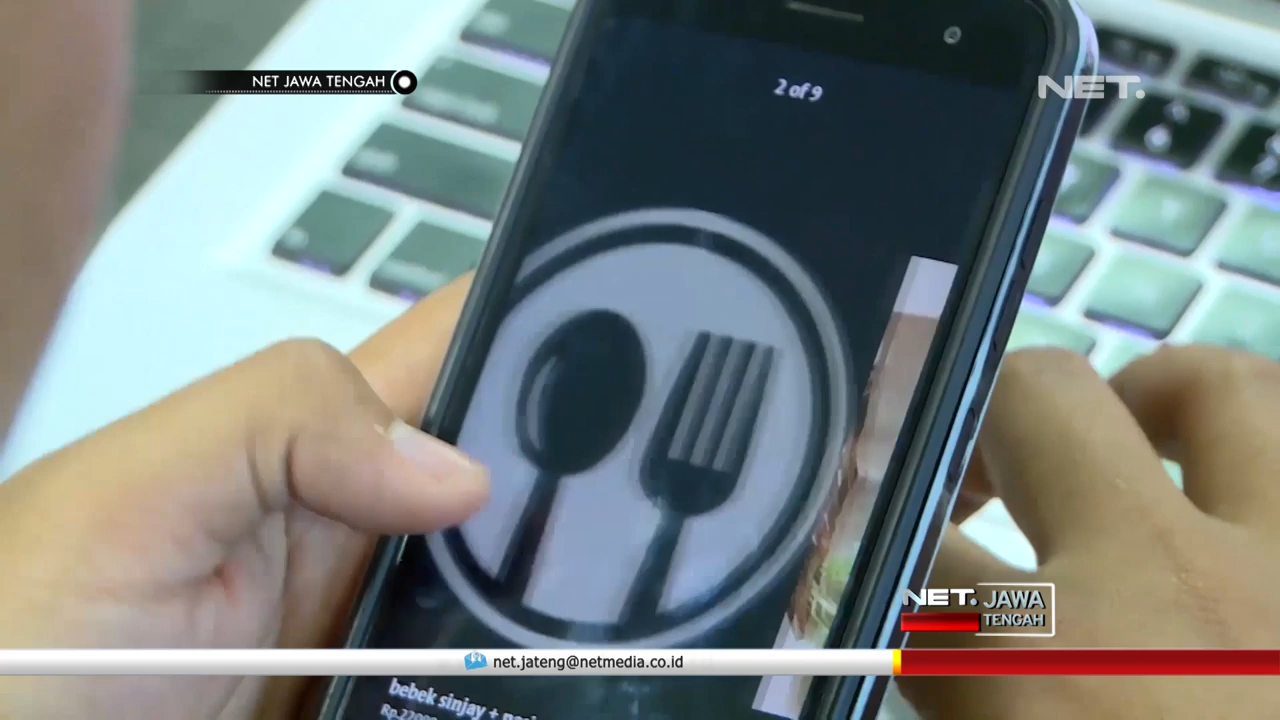 NET JAWA TENGAH
NET.
2 of 9
NET. JAWA
TENGAH
net.jateng@netmedia.co.id
bebek sinjay +